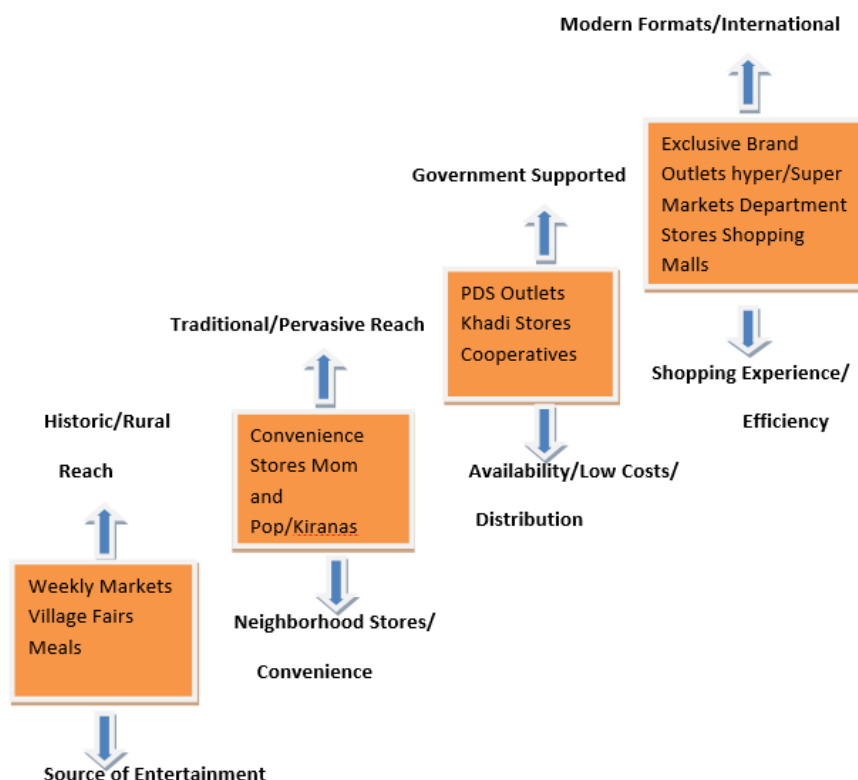 Modern Formats/International
Exclusive Brand
Outlets hyper/Super
Markets Department
Stores Shopping
Malls
Shopping Experience/
Efficiency
Government Supported
PDS Outlets
Khadi Stores
Cooperatives
Availability/Low Costs/
Distribution
Traditional/Pervasive Reach
Convenience
Stores Mom
and
Pop/Kiranas
Neighborhood Stores/
Convenience
Historic/Rural
Reach
Weekly Markets
Village Fairs
Meals
Source of Entertainment